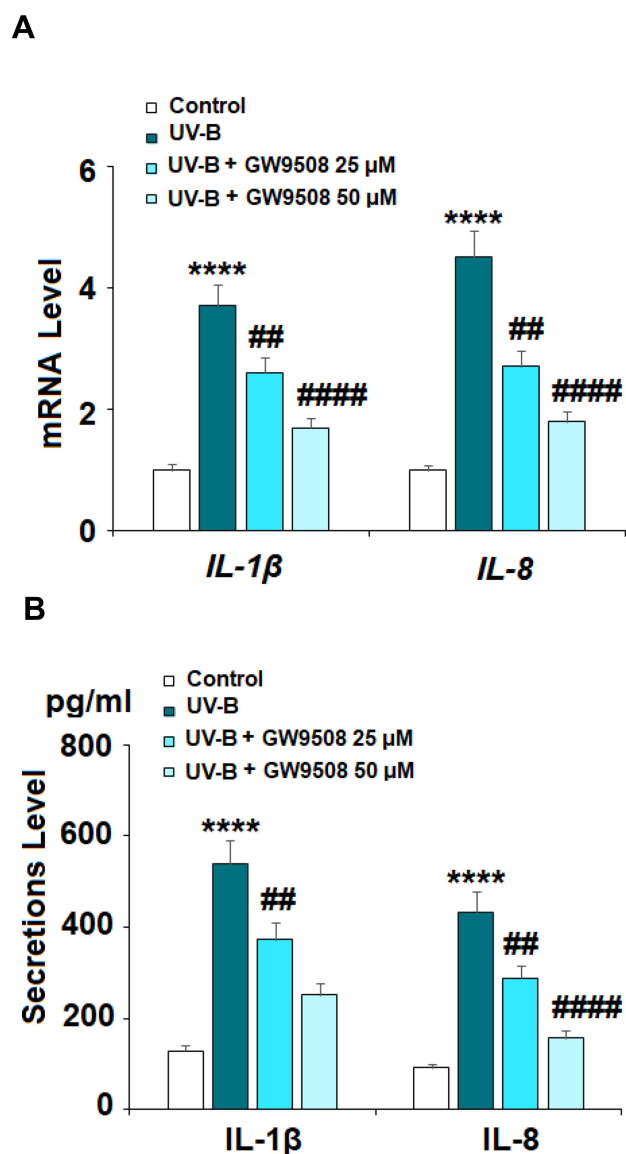 A
Control
UV-B
UV-B + GW9508 25 µM
UV-B + GW9508 50 µM
mRNA Level
6
4
2
0
****
##
####
****
##
####
IL-1β
IL-8
B
Control
UV-B
UV-B + GW9508 25 µM
UV-B + GW9508 50 µM
pg/ml
Secretions Level
800
600
400
200
0
****
##
****
##
####
IL-1β
IL-8